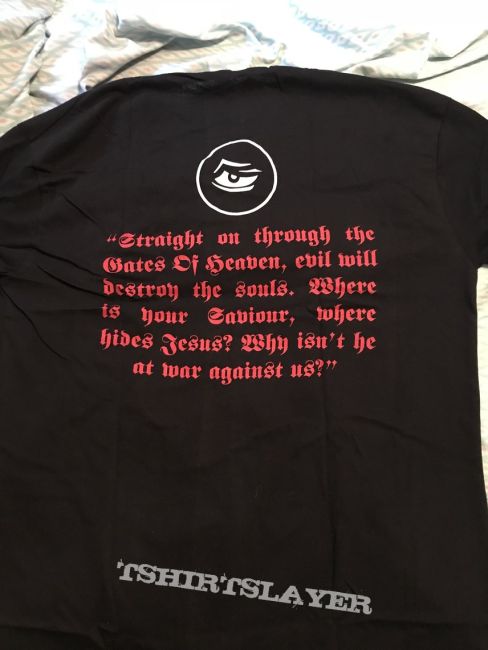 “Straight on through the
Gates Of Heaven, evil will
destroy the souls. Where
is your Saviour, where
hides Jesus? Why isn't he
at war against us?”
TSHIRTSLAYER